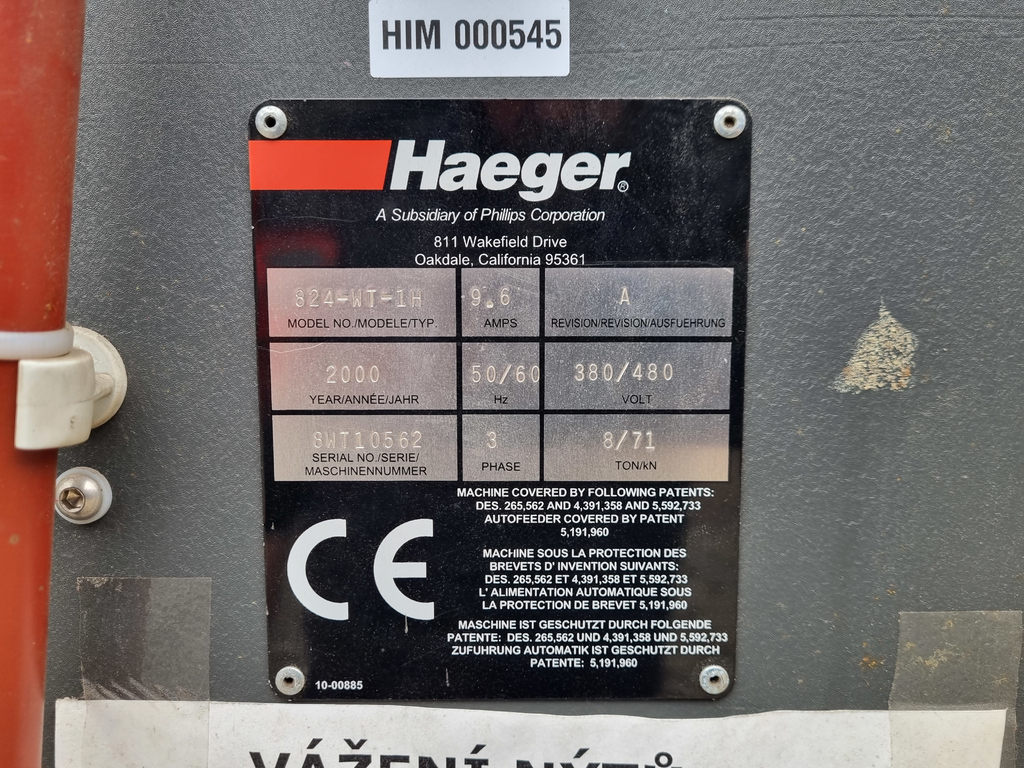 HIM 000545
Haeger®
A Subsidiary of Phillips Corporation
811 Wakefield Drive
Oakdale, California 95361
824-WT-1H 9.6 A
MODEL NO./MODELE/TYP. AMPS REVISION/REVISION/AUSFUEHRUNG
2000 50/60 380/480
YEAR/ANNÉE/JAHR Hz VOLT
8WT10562 3 8/71
SERIAL NO./SERIE/
MASCHINENNUMMER PHASE TON/kN
MACHINE COVERED BY FOLLOWING PATENTS:
DES. 265,562 AND 4,391,358 AND 5,592,733
AUTOFEEDER COVERED BY PATENT
5,191,960
MACHINE SOUS LA PROTECTION DES
BREVETS D' INVENTION SUIVANTS:
DES. 265,562 ET 4,391,358 ET 5,592,733
L' ALIMENTATION AUTOMATIQUE SOUS
LA PROTECTION DE BREVET 5,191,960
MASCHINE IST GESCHUTZT DURCH FOLGENDE
PATENTE: DES. 265,562 UND 4,391,358 UND 5,592,733
ZUFUHRUNG AUTOMATIK IST GESCHUTZT DURCH
PATENTE: 5,191,960
CE
10-00885
VÁŽENÍ NÝTŮ